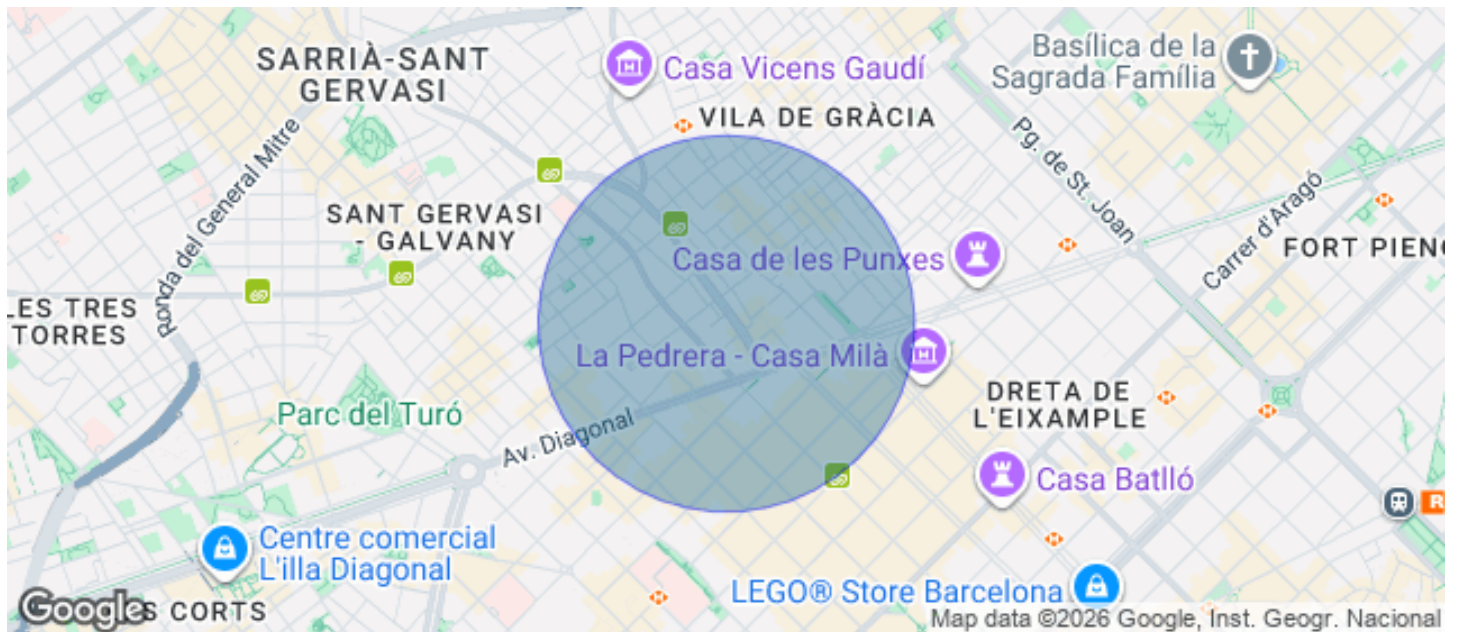 SARRIÀ-SANT
GERVASI
Casa Vicens Gaudí
Basílica de la
Sagrada Família
VILA DE GRÀCIA
Ronda del General Mitre
Pg. de St. Joan
SANT GERVASI
- GALVANY
Casa de les Punxes
Carrer d'Aragó
FORT PIENC
LES TRES
TORRES
La Pedrera - Casa Milà
DRETA DE
L'EIXAMPLE
Parc del Turó
Av. Diagonal
Casa Batlló
R
Centre comercial
L'illa Diagonal
LEGO® Store Barcelona
Google
S CORTS
Map data ©2026 Google, Inst. Geogr. Nacional